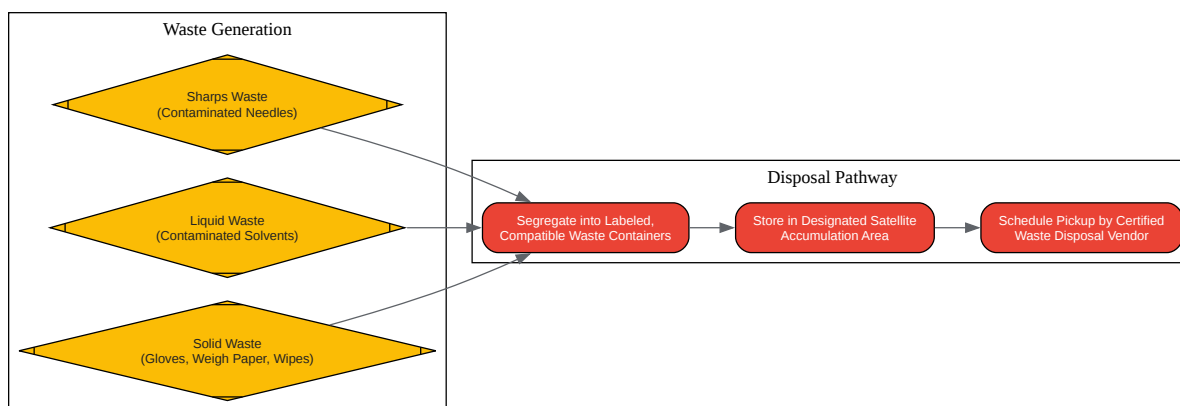 Waste Generation
Sharps Waste
(Contaminated Needles)
Liquid Waste
(Contaminated Solvents)
Solid Waste
(Gloves, Weigh Paper, Wipes)
Disposal Pathway
Segregate into Labeled,
Compatible Waste Containers
Store in Designated Satellite
Accumulation Area
Schedule Pickup by Certified
Waste Disposal Vendor